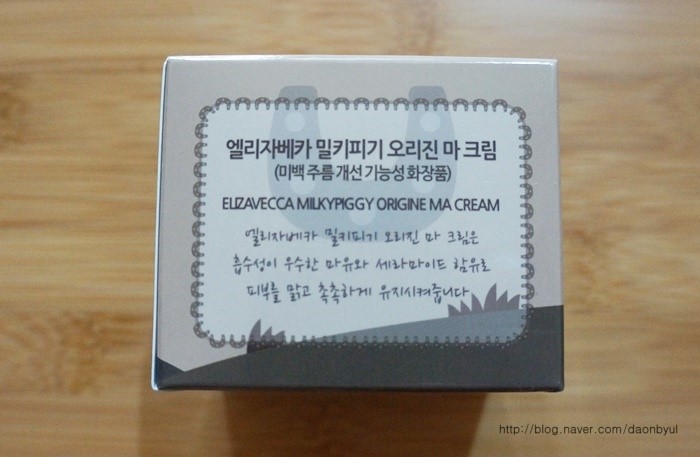 엘리자베카 밀키피기 오리진 마 크림
(미백 주름 개선 기능성 화장품)
ELIZAVECCA MILKYPIGGY ORIGINE MA CREAM
엘리자베카 밀키피기 오리진 마 크림은
흡수성이 우수한 마유와 세라마이드 함유로
피부를 맑고 촉촉하게 유지시켜줍니다
http://blog.naver.com/daonbyul